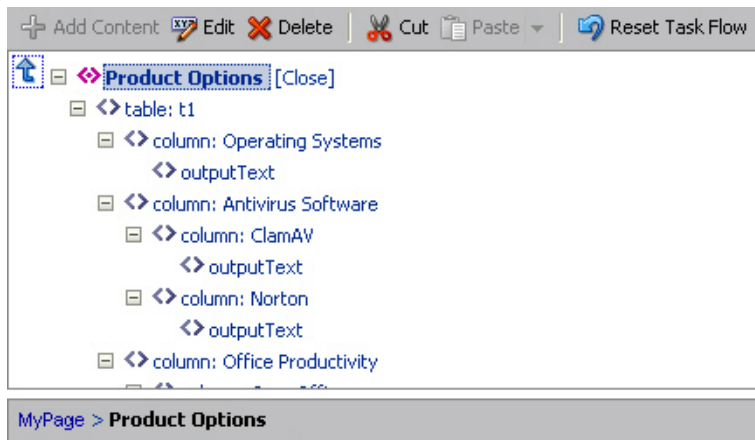 Add Content Edit Delete Cut Paste Reset Task Flow
Product Options [Close]
table: t1
column: Operating Systems
outputText
column: Antivirus Software
column: ClamAV
outputText
column: Norton
outputText
column: Office Productivity
MyPage > Product Options